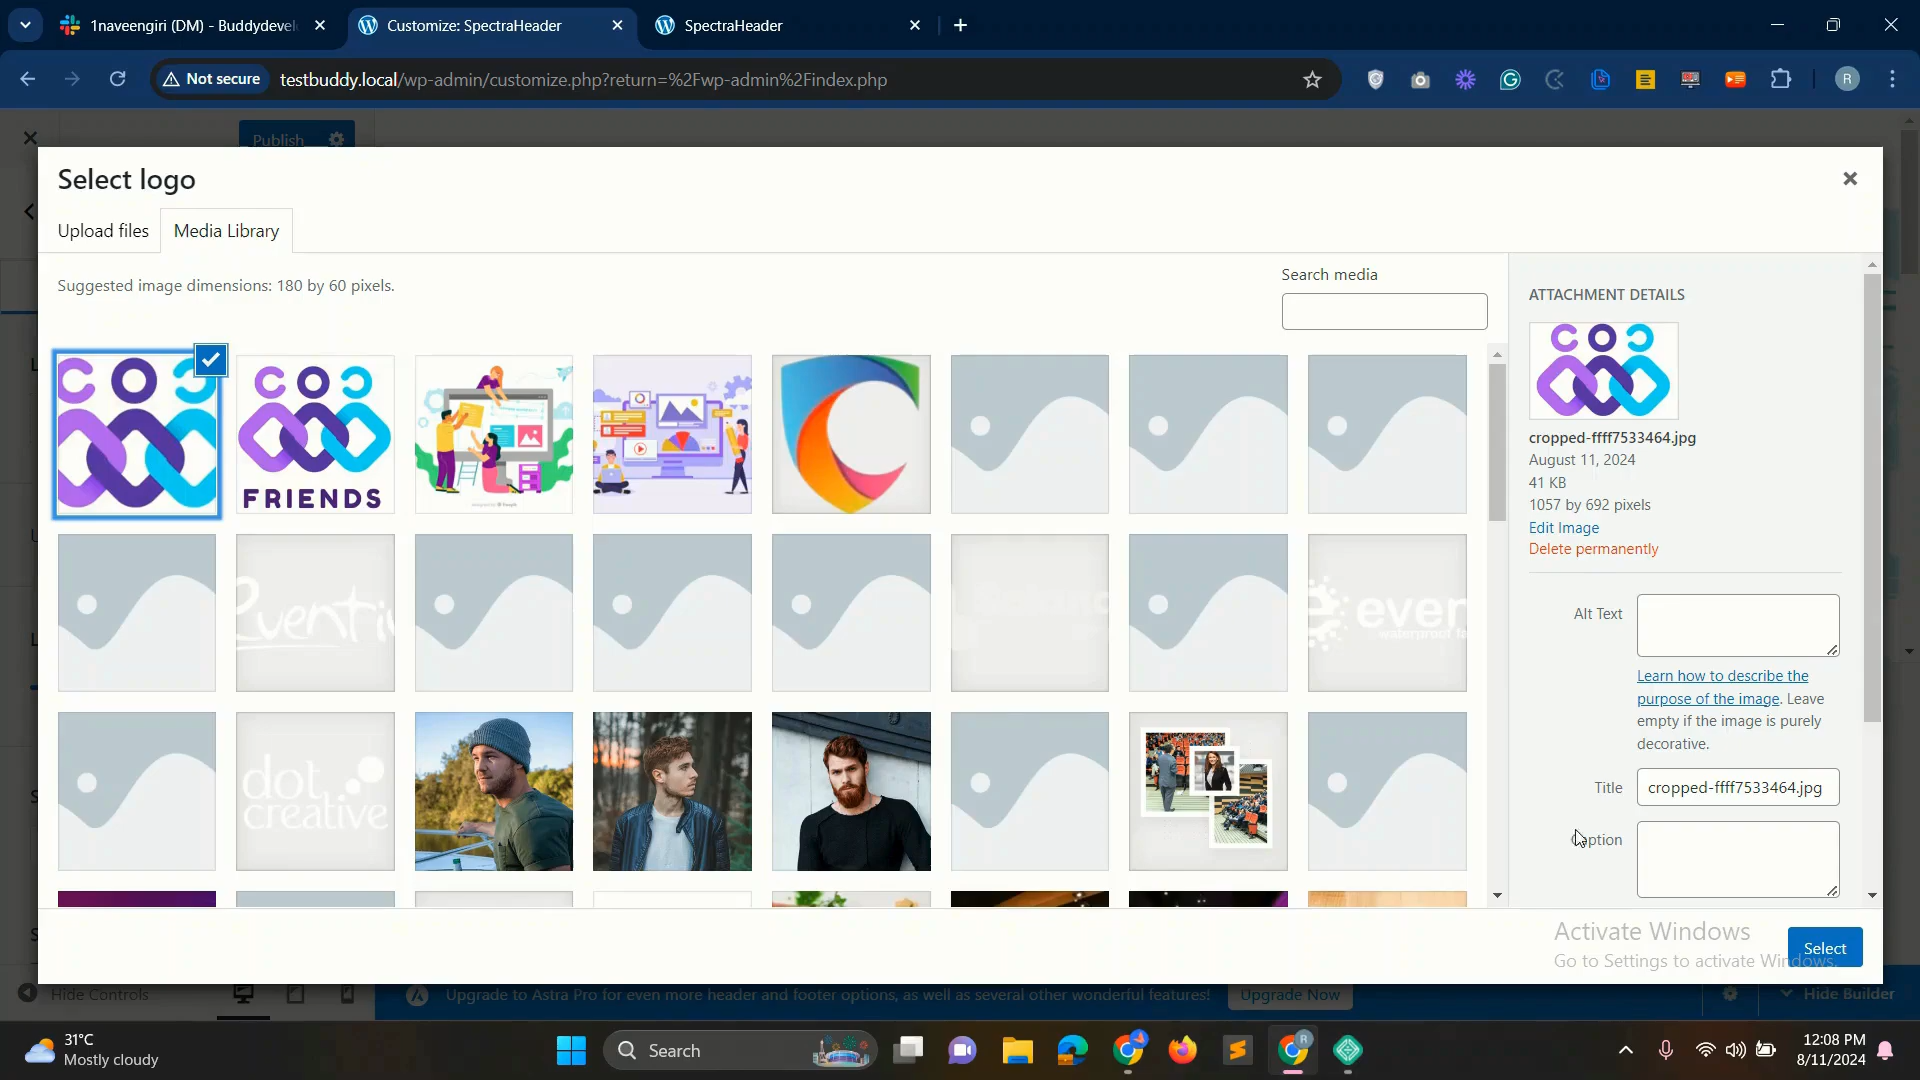 1naveengiri (DM) - Buddydevel
Customize: SpectraHeader
SpectraHeader
Not secure
testbuddy.local/wp-admin/customize.php?return=%2Fwp-admin%2Findex.php
R
Publish
Select logo
Upload files
Media Library
Suggested image dimensions: 180 by 60 pixels.
Search media
ATTACHMENT DETAILS
FRIENDS
cropped-ffff7533464.jpg
August 11, 2024
41 KB
1057 by 692 pixels
Edit Image
Delete permanently
Alt Text
Learn how to describe the
purpose of the image. Leave
empty if the image is purely
decorative.
eventi
even
waterproof fa
dot
creative
Title
cropped-ffff7533464.jpg
Caption
Activate Windows
Go to Settings to activate Windows.
Select
Hide Controls
Upgrade to Astra Pro for even more header and footer options, as well as several other wonderful features!
Upgrade Now
Hide Builder
31°C
Mostly cloudy
Search
12:08 PM
8/11/2024